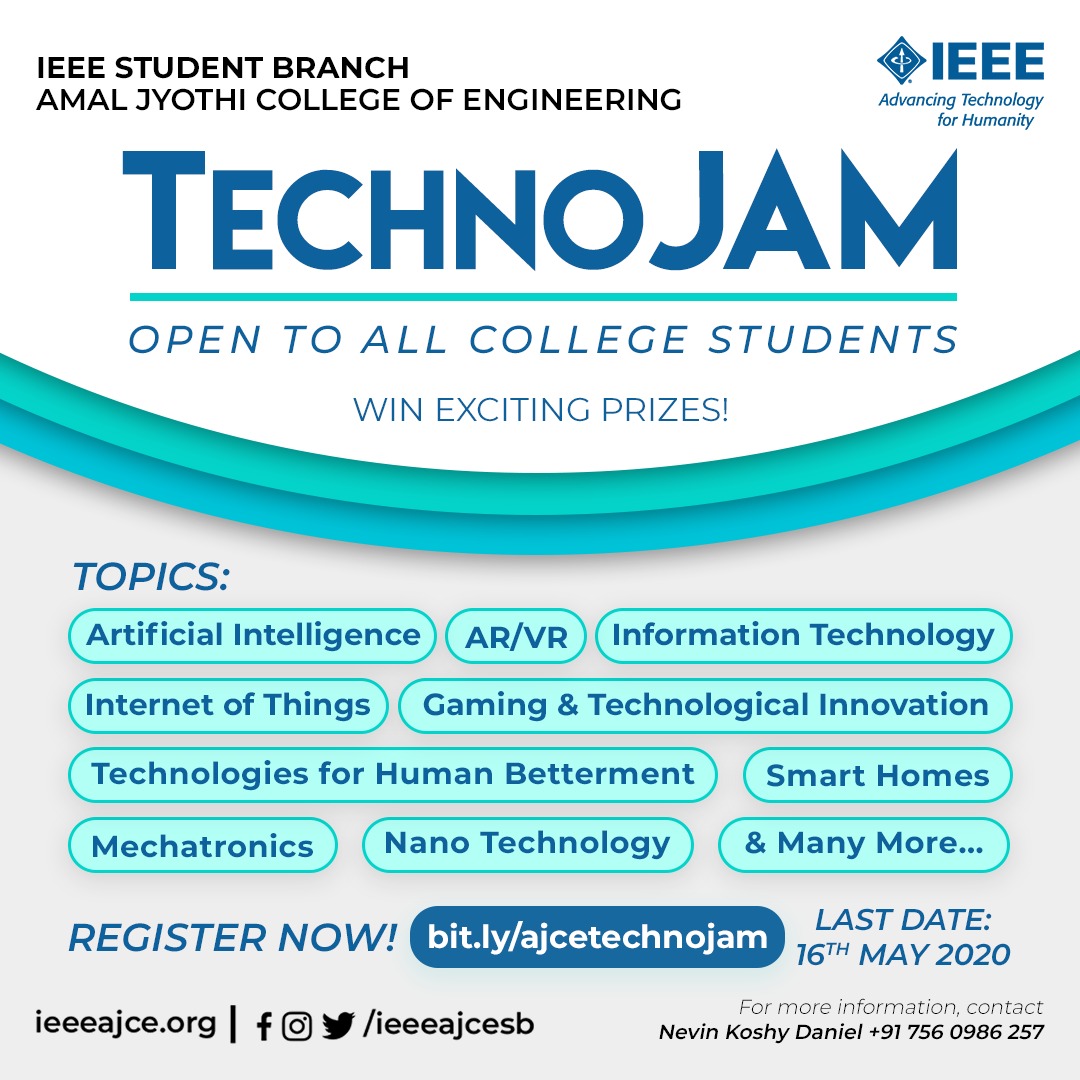 IEEE STUDENT BRANCH
AMAL JYOTHI COLLEGE OF ENGINEERING
IEEE
Advancing Technology
for Humanity
TECHNOJAM
OPEN TO ALL COLLEGE STUDENTS
WIN EXCITING PRIZES!
TOPICS:
Artificial Intelligence AR/VR Information Technology
Internet of Things Gaming & Technological Innovation
Technologies for Human Betterment Smart Homes
Mechatronics Nano Technology & Many More...
REGISTER NOW! bit.ly/ajcetechnojam
LAST DATE:
16TH MAY 2020
ieeeajce.org | /ieeeajcesb
For more information, contact
Nevin Koshy Daniel +91 756 0986 257